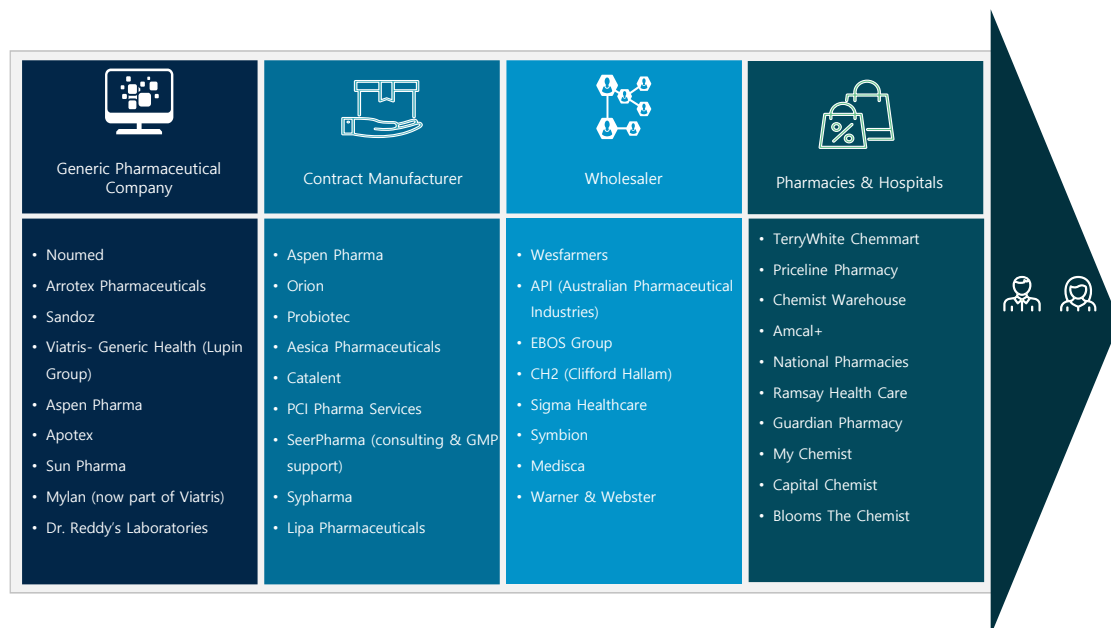 Generic Pharmaceutical
Company
Contract Manufacturer
Wholesaler
Pharmacies & Hospitals
• Noumed
• Arrotex Pharmaceuticals
• Sandoz
• Viatris- Generic Health (Lupin
Group)
• Aspen Pharma
• Apotex
• Sun Pharma
• Mylan (now part of Viatris)
• Dr. Reddy’s Laboratories
• Aspen Pharma
• Orion
• Probiotec
• Aesica Pharmaceuticals
• Catalent
• PCI Pharma Services
• SeerPharma (consulting & GMP
support)
• Sypharma
• Lipa Pharmaceuticals
• Wesfarmers
• API (Australian Pharmaceutical
Industries)
• EBOS Group
• CH2 (Clifford Hallam)
• Sigma Healthcare
• Symbion
• Medisca
• Warner & Webster
• TerryWhite Chemmart
• Priceline Pharmacy
• Chemist Warehouse
• Amcal+
• National Pharmacies
• Ramsay Health Care
• Guardian Pharmacy
• My Chemist
• Capital Chemist
• Blooms The Chemist